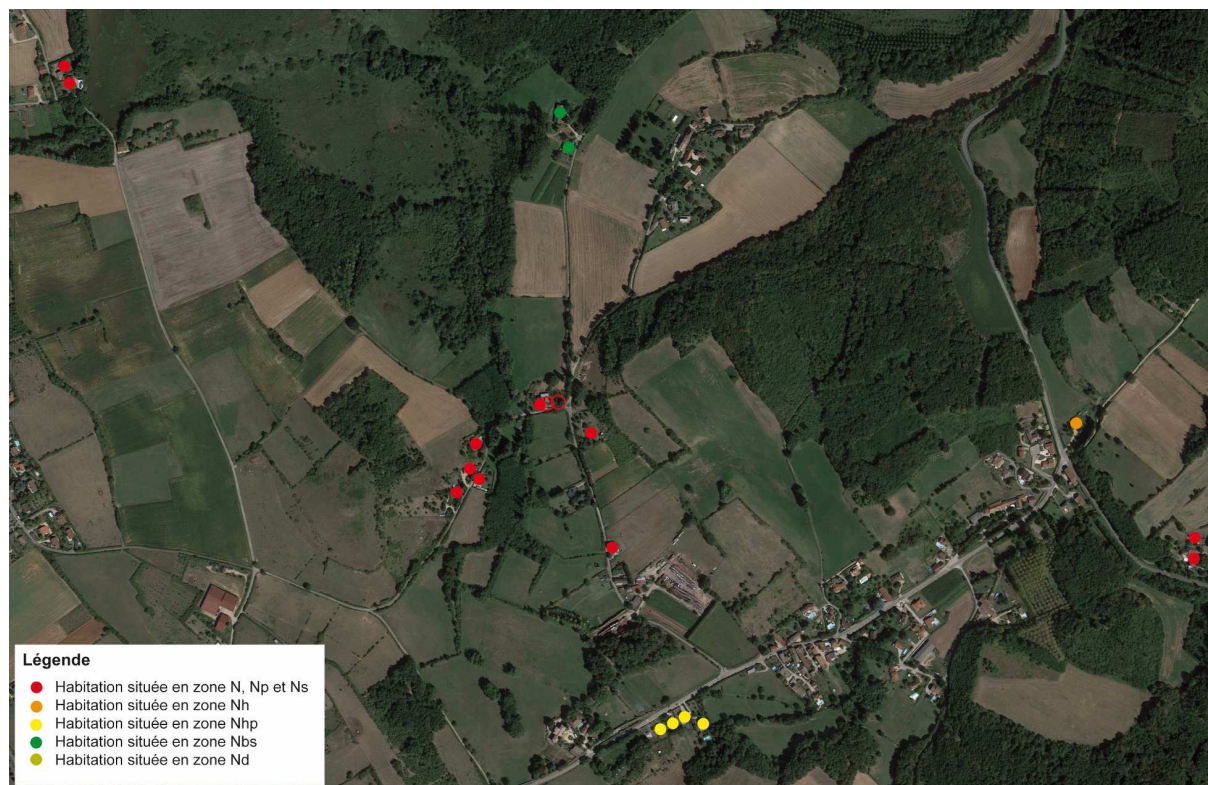 Légende
Habitation située en zone N, Np et Ns
Habitation située en zone Nh
Habitation située en zone Nhp
Habitation située en zone Nbs
Habitation située en zone Nd